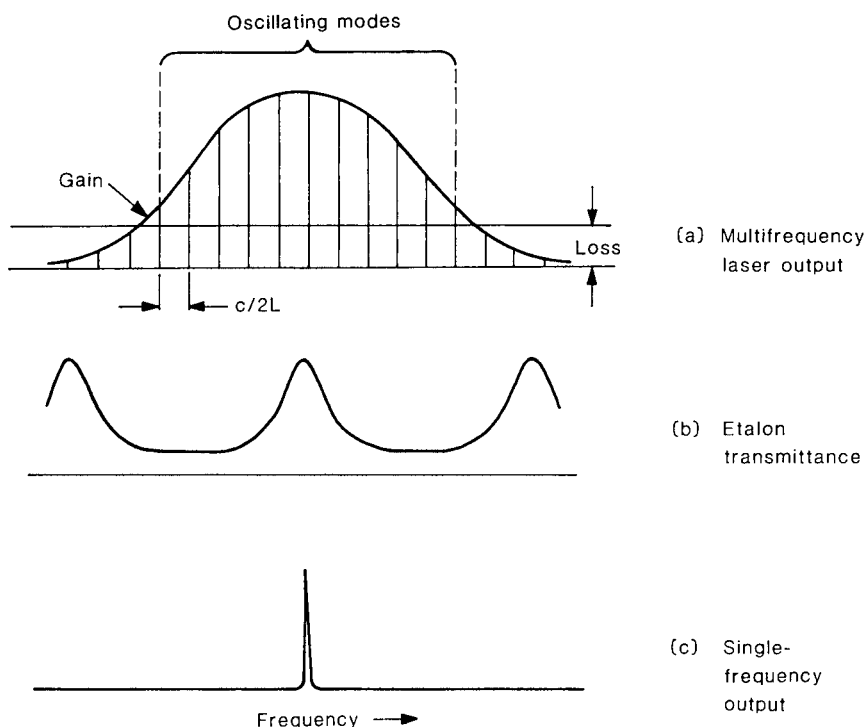 Oscillating modes
Gain
Loss
c/2L
(a) Multifrequency
laser output
(b) Etalon
transmittance
(c) Single-
frequency
output
Frequency